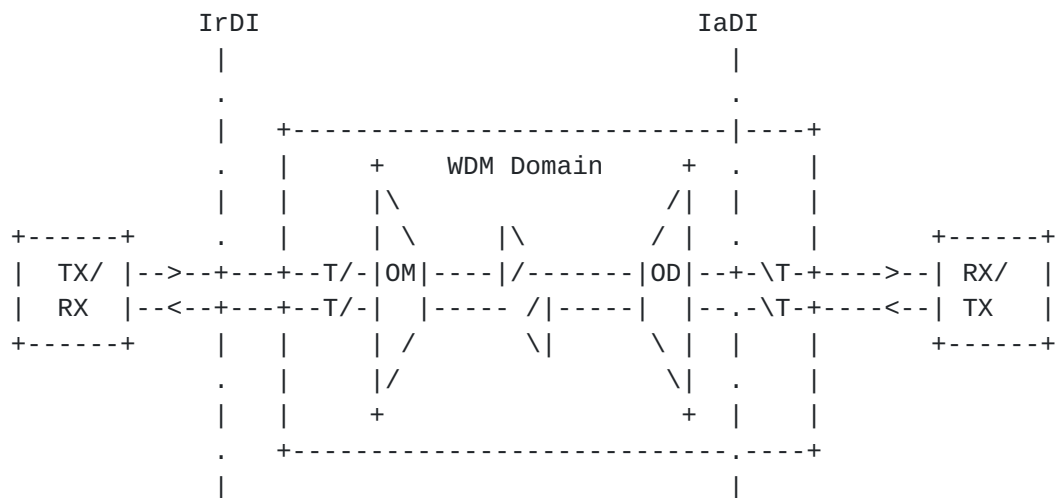 IrDI IaDI
WDM Domain
TX/ T/ OM OD \T RX/
RX T/ \T TX